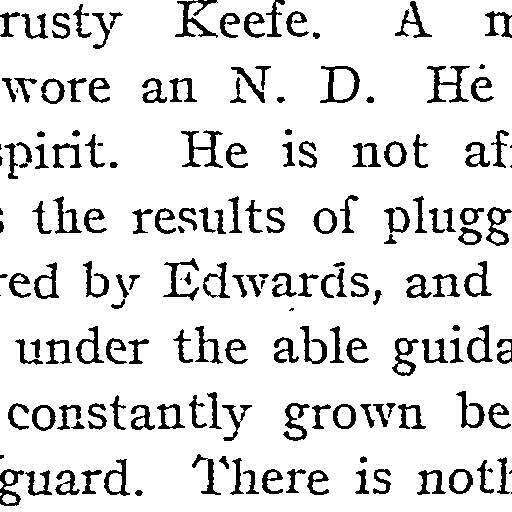 rusty Keefe. A m
wore an N. D. He
spirit. He is not af
s the results of plugg
red by Edwards, and
under the able guida
constantly grown be
guard. There is noth